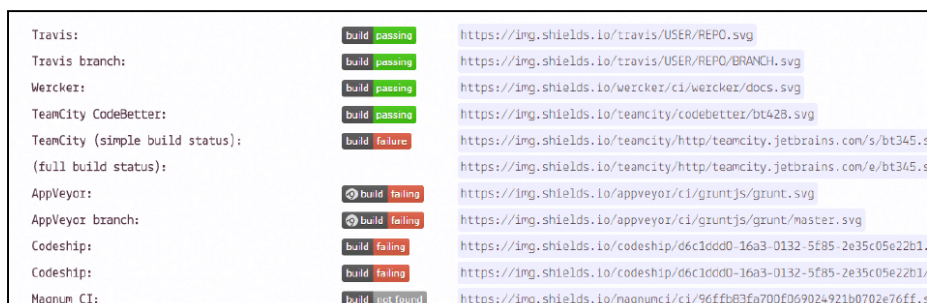 Travis: build passing https://img.shields.io/travis/USER/REPO.svg
Travis branch: build passing https://img.shields.io/travis/USER/REPO/BRANCH.svg
Wercker: build passing https://img.shields.io/wercker/ci/wercker/docs.svg
TeamCity CodeBetter: build passing https://img.shields.io/teamcity/codebetter/bt428.svg
TeamCity (simple build status): build failure https://img.shields.io/teamcity/http/teamcity.jetbrains.com/s/bt345.s
(full build status): https://img.shields.io/teamcity/http/teamcity.jetbrains.com/e/bt345.s
AppVeyor: build failing https://img.shields.io/appveyor/ci/gruntjs/grunt.svg
AppVeyor branch: build failing https://img.shields.io/appveyor/ci/gruntjs/grunt/master.svg
Codeship: build failing https://img.shields.io/codeship/d6c1ddd0-16a3-0132-5f85-2e35c05e22b1.
Codeship: build failing https://img.shields.io/codeship/d6c1ddd0-16a3-0132-5f85-2e35c05e22b1/
Magnum CI: build not found https://img.shields.io/magnumci/ci/96ffb83fa700f069024921b0702e76ff.s